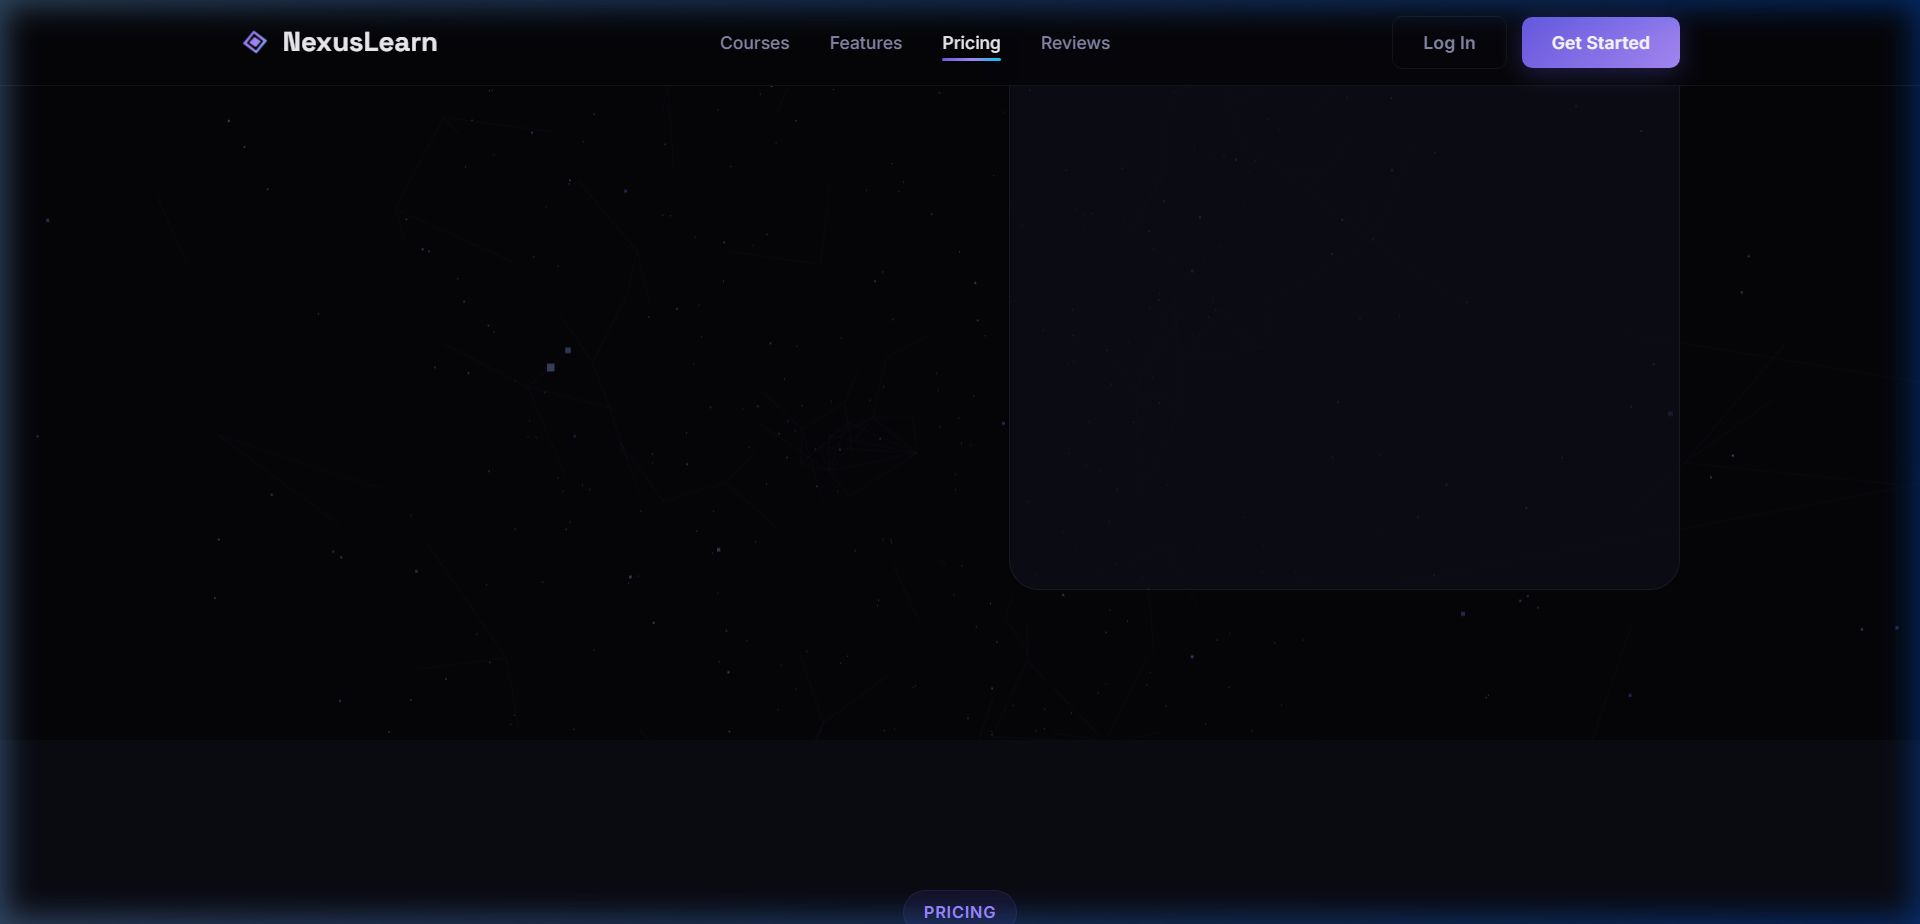 NexusLearn
Courses
Features
Pricing
Reviews
Log In
Get Started
PRICING